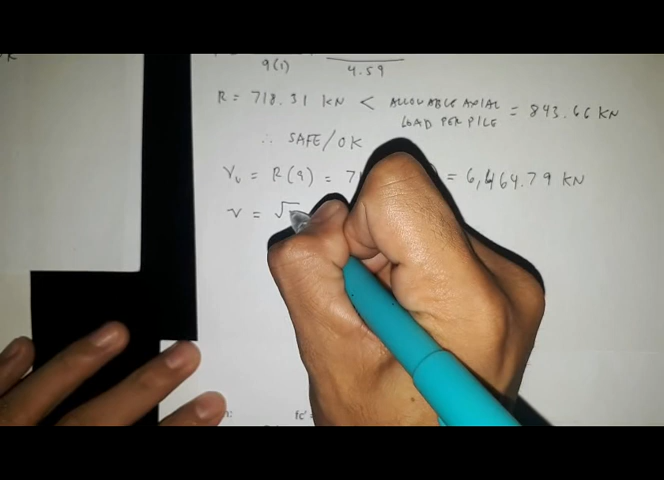 9(1)
4.59
R = 718.31 KN < ALLOWABLE AXIAL LOAD PER PILE = 843.66 KN
∴ SAFE/OK
Vu = R(9) = 7 = 6,464.79 KN
v = √
fc'